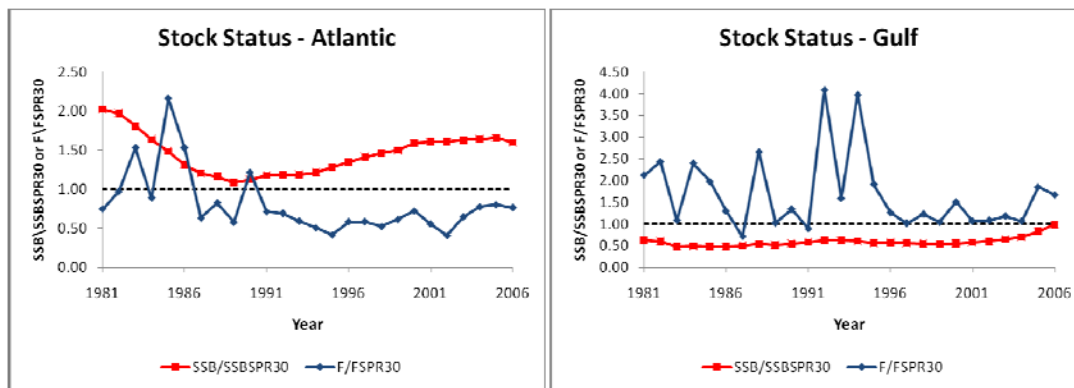 Stock Status - Atlantic
SSB\SSBSPR30 or F\FSPR30
2.50
2.00
1.50
1.00
0.50
0.00
1981 1986 1991 1996 2001 2006
Year
SSB/SSBSPR30 F/FSPR30
Stock Status - Gulf
SSB/SSBSPR30 or F/FSPR30
4.50
4.00
3.50
3.00
2.50
2.00
1.50
1.00
0.50
0.00
1981 1986 1991 1996 2001 2006
Year
SSB/SSBSPR30 F/FSPR30